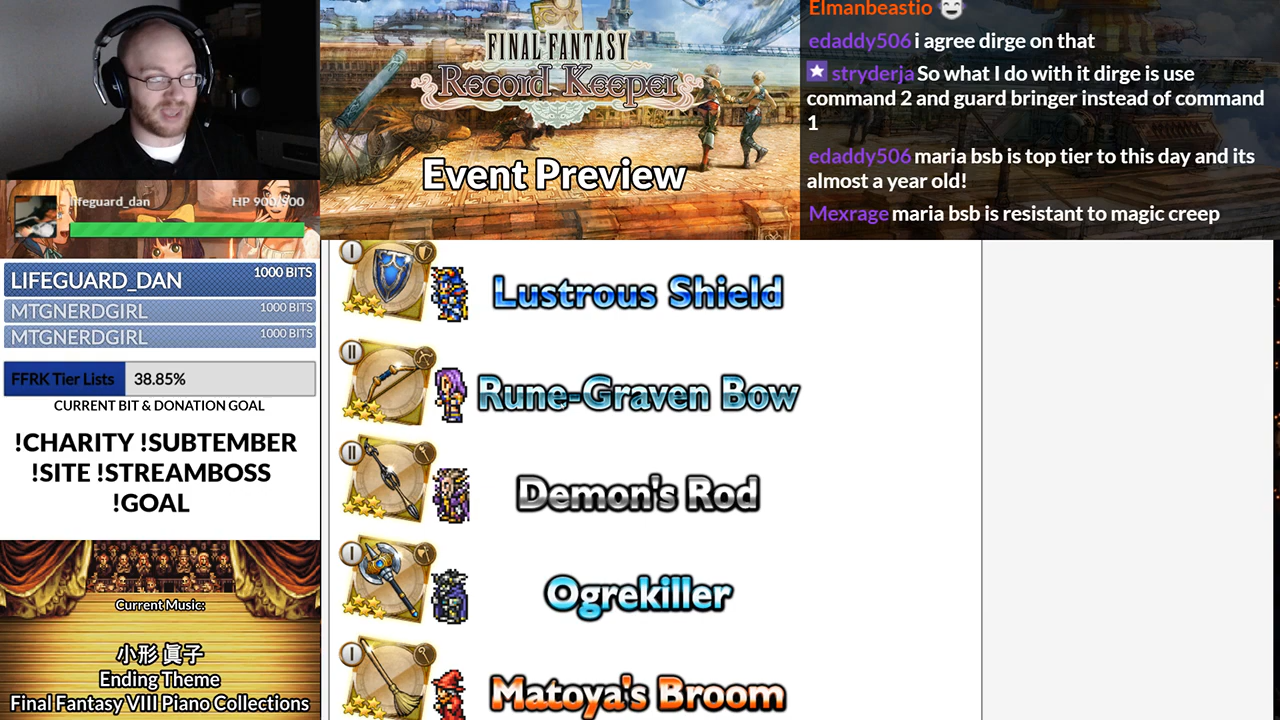 FINAL FANTASY
Record Keeper
Event Preview
Elmanbeastio
edaddy506 i agree dirge on that
stryderja So what I do with it dirge is use
command 2 and guard bringer instead of command
1
edaddy506 maria bsb is top tier to this day and its
almost a year old!
Mexrage maria bsb is resistant to magic creep
lifeguard_dan HP 900/900
LIFEGUARD_DAN 1000 BITS
MTGNERDGIRL 1000 BITS
MTGNERDGIRL 1000 BITS
FFRK Tier Lists 38.85%
CURRENT BIT & DONATION GOAL
!CHARITY !SUBTEMBER
!SITE !STREAMBOSS
!GOAL
Current Music:
小形 眞子
Ending Theme
Final Fantasy VIII Piano Collections
I
Lustrous Shield
II
Rune-Graven Bow
II
Demon's Rod
I
Ogrekiller
I
Matoya's Broom